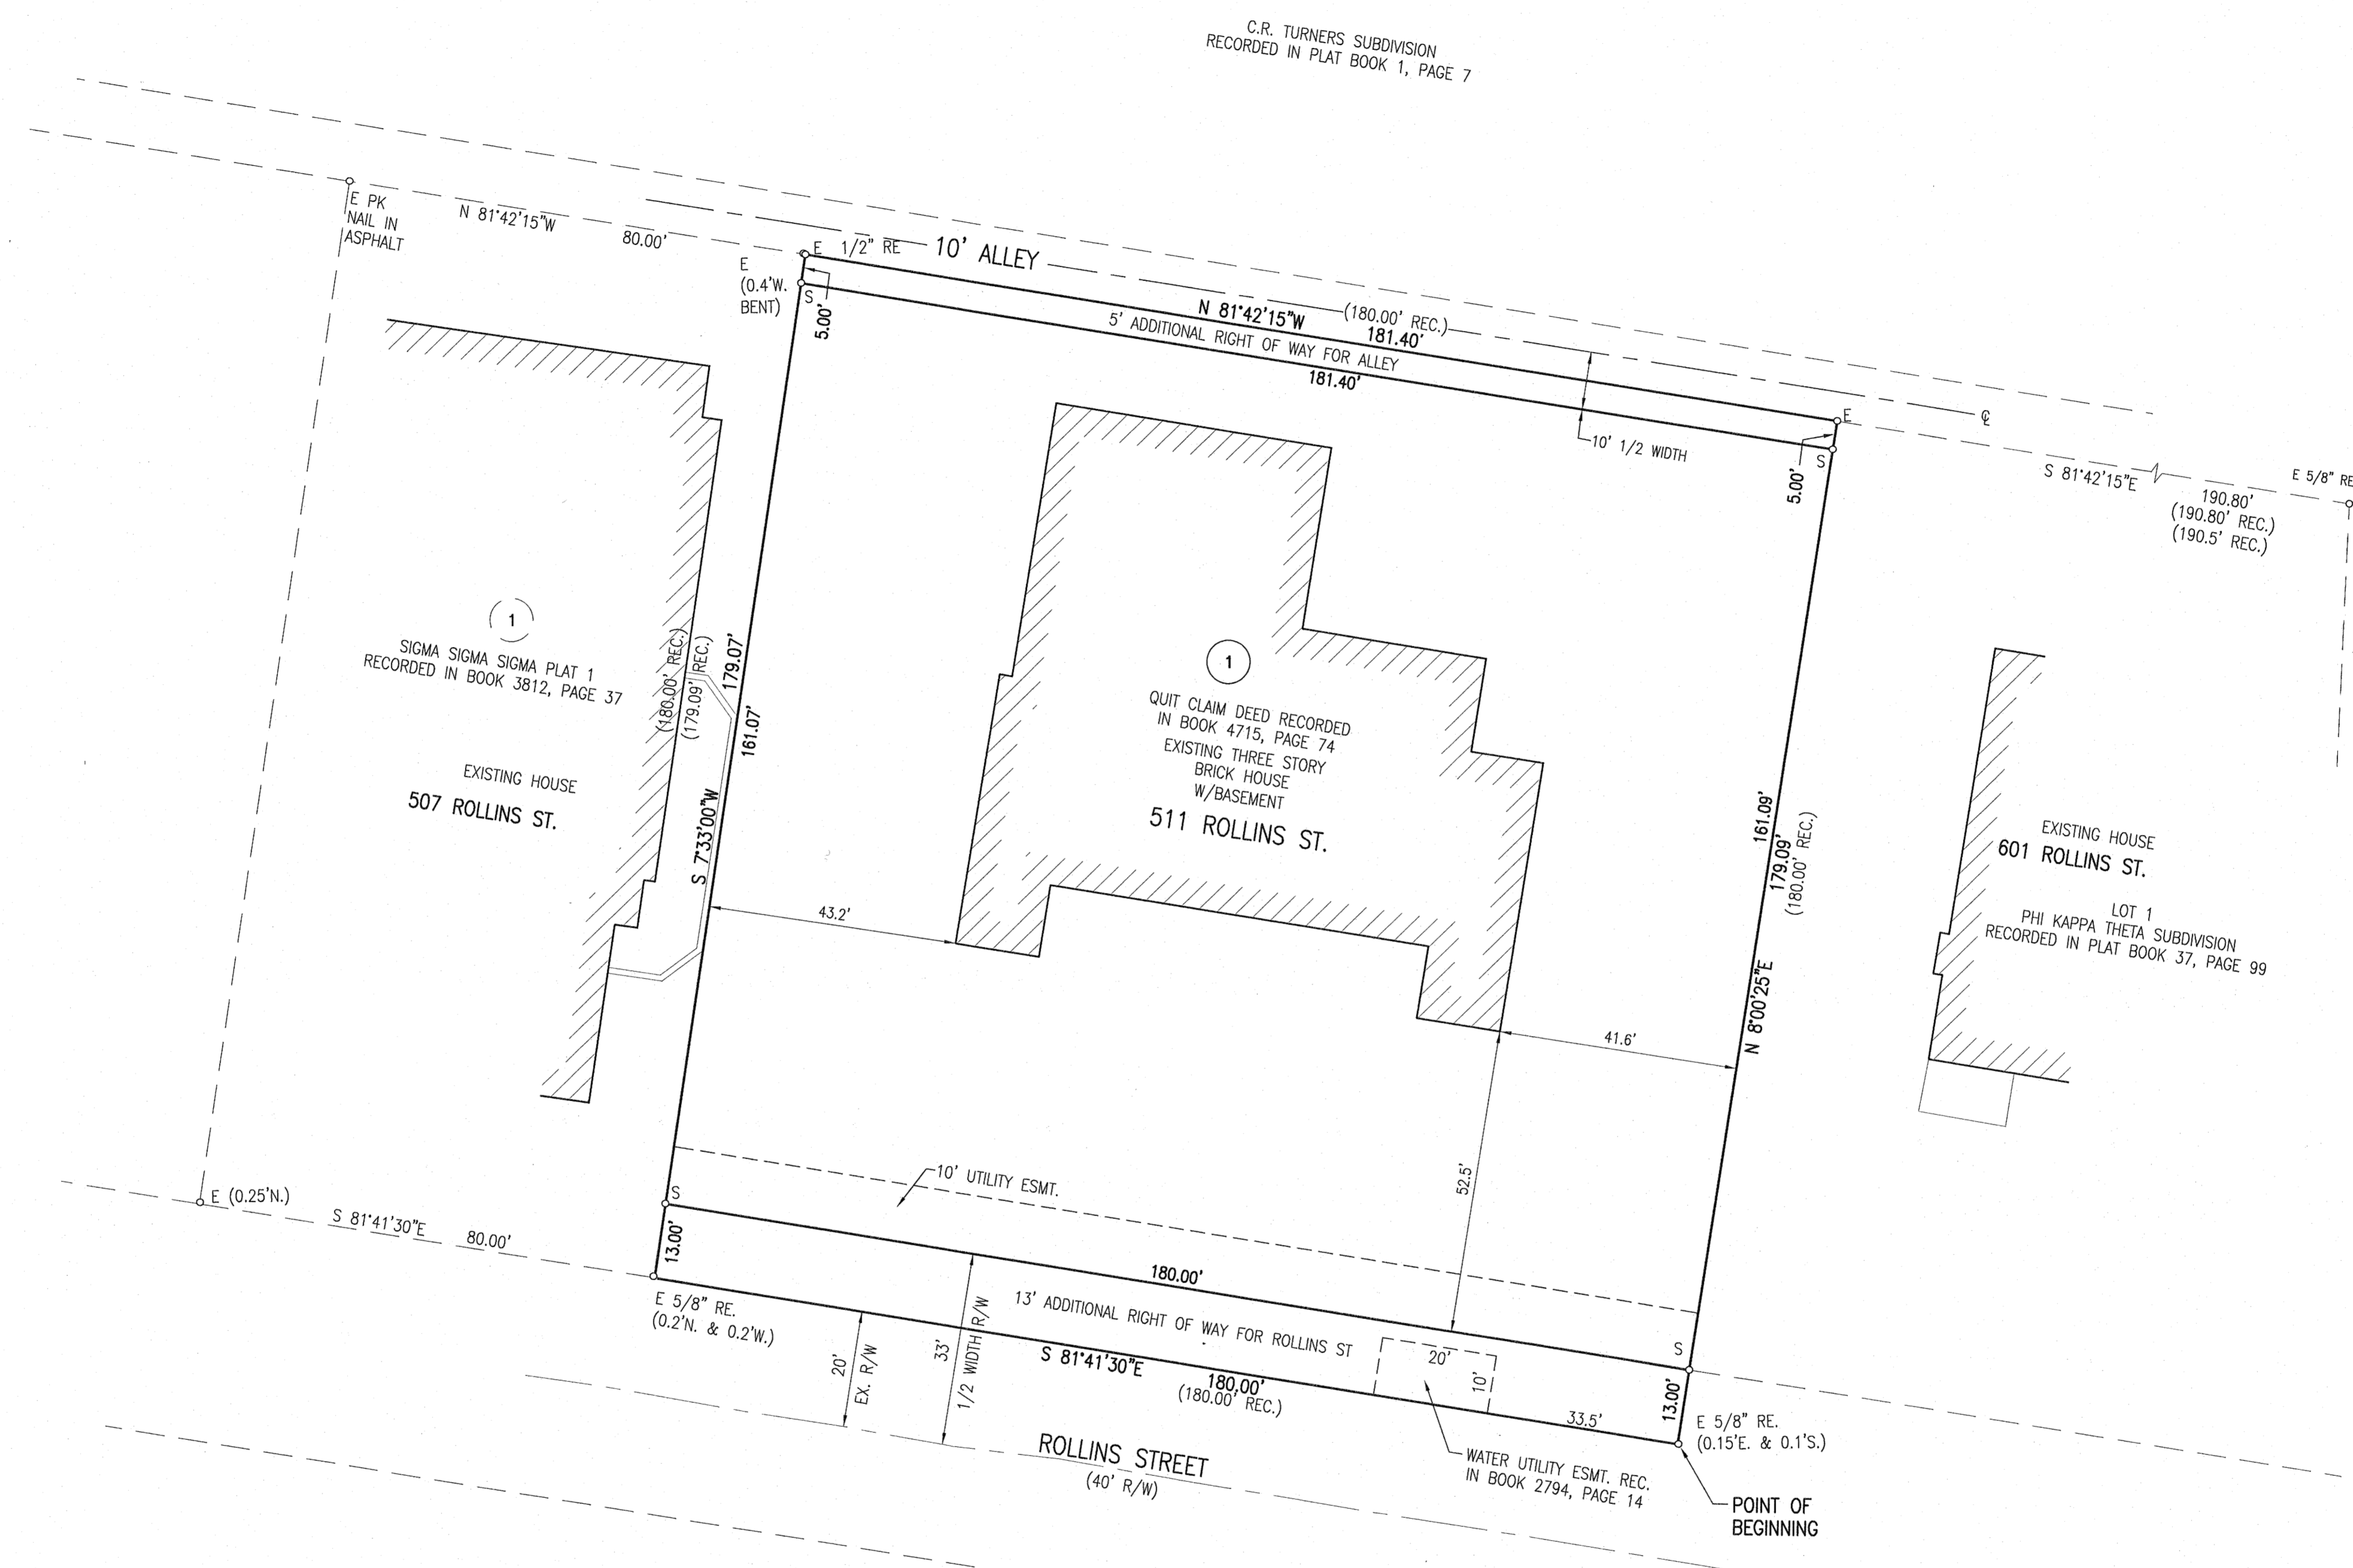 C.R. TURNERS SUBDIVISION
RECORDED IN PLAT BOOK 1, PAGE 7
E PK
NAIL IN
ASPHALT
N 81°42'15"W
80.00'
E
(0.4'W.
BENT)
E 1/2" RE
10' ALLEY
S
5.00'
N 81°42'15"W
(180.00' REC.)
181.40'
5' ADDITIONAL RIGHT OF WAY FOR ALLEY
181.40'
10' 1/2 WIDTH
E
S
5.00'
℄
S 81°42'15"E
190.80'
(190.80' REC.)
(190.5' REC.)
E 5/8" RE
1
SIGMA SIGMA SIGMA PLAT 1
RECORDED IN BOOK 3812, PAGE 37
EXISTING HOUSE
507 ROLLINS ST.
(180.00' REC.)
(179.09' REC.)
179.07'
161.07'
S 7°33'00"W
1
QUIT CLAIM DEED RECORDED
IN BOOK 4715, PAGE 74
EXISTING THREE STORY
BRICK HOUSE
W/BASEMENT
511 ROLLINS ST.
43.2'
41.6'
52.5'
161.09'
179.09'
(180.00' REC.)
N 8°00'25"E
EXISTING HOUSE
601 ROLLINS ST.
LOT 1
PHI KAPPA THETA SUBDIVISION
RECORDED IN PLAT BOOK 37, PAGE 99
E (0.25'N.)
S 81°41'30"E
80.00'
S
13.00'
E 5/8" RE.
(0.2'N. & 0.2'W.)
10' UTILITY ESMT.
180.00'
13' ADDITIONAL RIGHT OF WAY FOR ROLLINS ST
S 81°41'30"E
180.00'
(180.00' REC.)
20'
EX. R/W
33'
1/2 WIDTH R/W
20'
10'
33.5'
S
13.00'
E 5/8" RE.
(0.15'E. & 0.1'S.)
ROLLINS STREET
(40' R/W)
WATER UTILITY ESMT. REC.
IN BOOK 2794, PAGE 14
POINT OF
BEGINNING